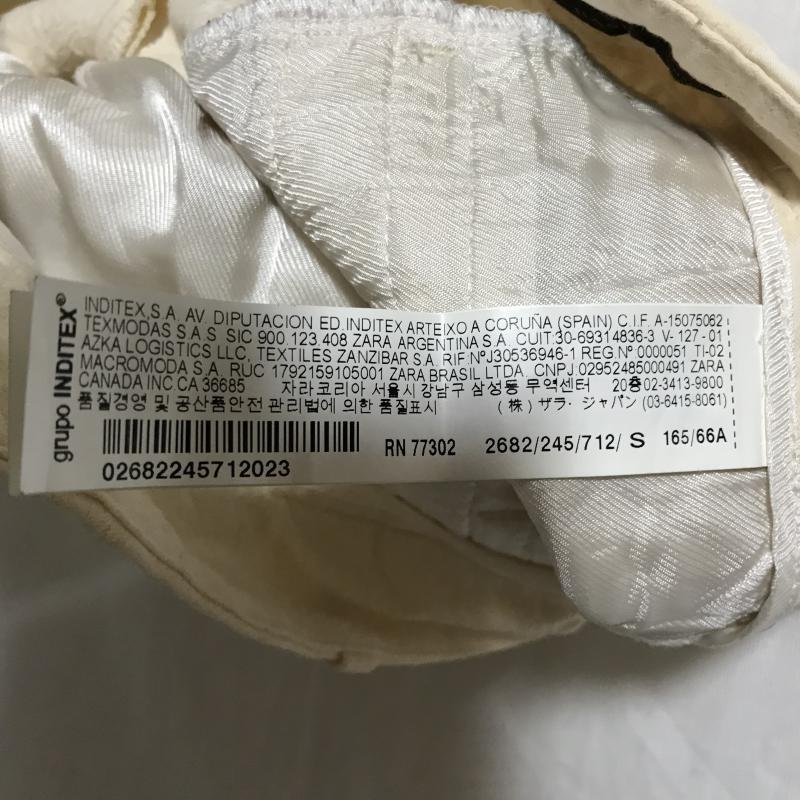 grupo INDITEX®
INDITEX,S.A. AV. DIPUTACION ED.INDITEX ARTEIXO A CORUÑA (SPAIN) C.I.F. A-15075062
TEXMODAS S.A.S. SIC 900.123.408 ZARA ARGENTINA S.A. CUIT:30-69314836-3 V-127-01
AZKA LOGISTICS LLC, TEXTILES ZANZIBAR S.A. RIF:NºJ30536946-1 REG.Nº 0000051 TI-02
MACROMODA S.A. RÚC 1792159105001 ZARA BRASIL LTDA. CNPJ:02952485000491 ZARA
CANADA INC CA 36685 자라코리아 서울시 강남구 삼성동 무역센터 20층 02-3413-9800
품질경영 및 공산품안전 관리법에 의한 품질표시 (株) ザラ・ジャパン (03-6415-8061)
RN 77302 2682/245/712/ S 165/66A
02682245712023